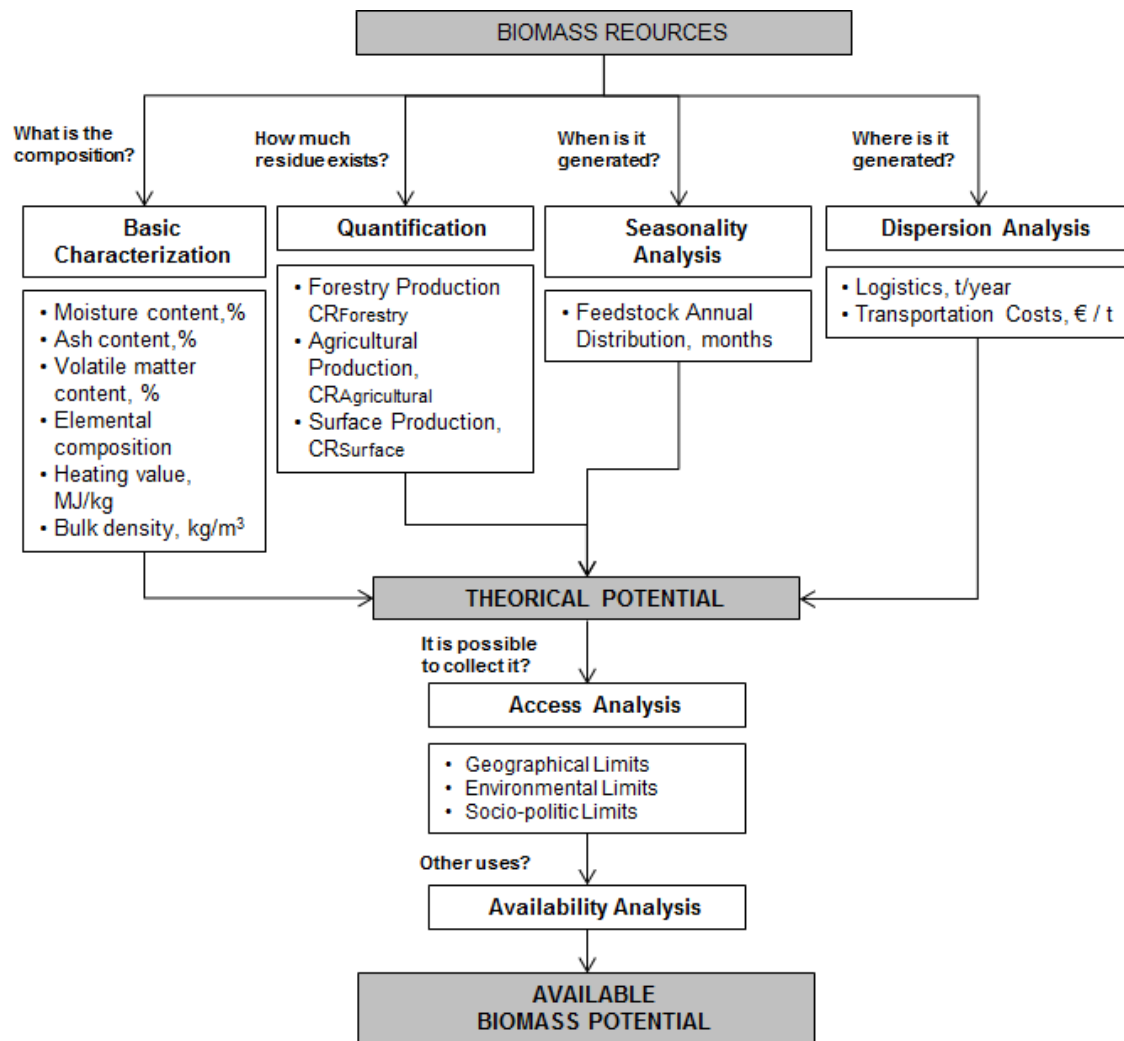 BIOMASS REOURCES
What is the
composition?
How much
residue exists?
When is it
generated?
Where is it
generated?
Basic
Characterization
Quantification
Seasonality
Analysis
Dispersion Analysis
• Moisture content,%
• Ash content,%
• Volatile matter
content, %
• Elemental
composition
• Heating value,
MJ/kg
• Bulk density, kg/m³
• Forestry Production
CRForestry
• Agricultural
Production,
CRAgricultural
• Surface Production,
CRSurface
• Feedstock Annual
Distribution, months
• Logistics, t/year
• Transportation Costs, € / t
THEORICAL POTENTIAL
It is possible
to collect it?
Access Analysis
• Geographical Limits
• Environmental Limits
• Socio-politic Limits
Other uses?
Availability Analysis
AVAILABLE
BIOMASS POTENTIAL